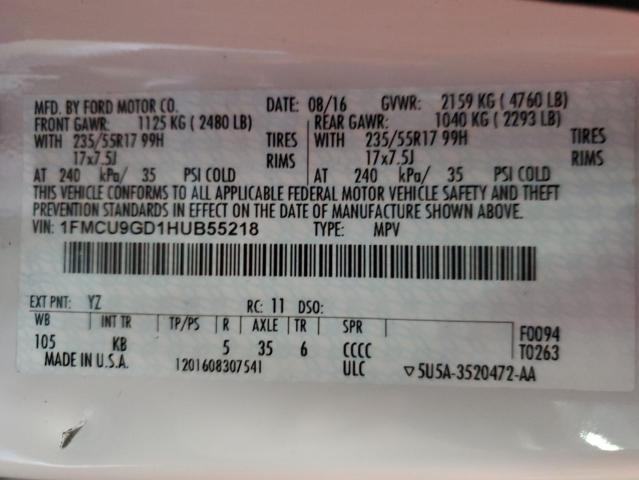 MFD. BY FORD MOTOR CO. DATE: 08/16 GVWR: 2159 KG (4760 LB)
FRONT GAWR: 1125 KG (2480 LB) REAR GAWR: 1040 KG (2293 LB)
WITH 235/55R17 99H TIRES WITH 235/55R17 99H TIRES
17x7.5J RIMS 17x7.5J RIMS
AT 240 kPa/ 35 PSI COLD AT 240 kPa/ 35 PSI COLD
THIS VEHICLE CONFORMS TO ALL APPLICABLE FEDERAL MOTOR VEHICLE SAFETY AND THEFT
PREVENTION STANDARDS IN EFFECT ON THE DATE OF MANUFACTURE SHOWN ABOVE.
VIN: 1FMCU9GD1HUB55218 TYPE: MPV
EXT PNT: YZ RC: 11 DSO:
WB INT TR TP/PS R AXLE TR SPR F0094
105 KB 5 35 6 CCCC T0263
MADE IN U.S.A. 1201608307541 ULC ▽5U5A-3520472-AA